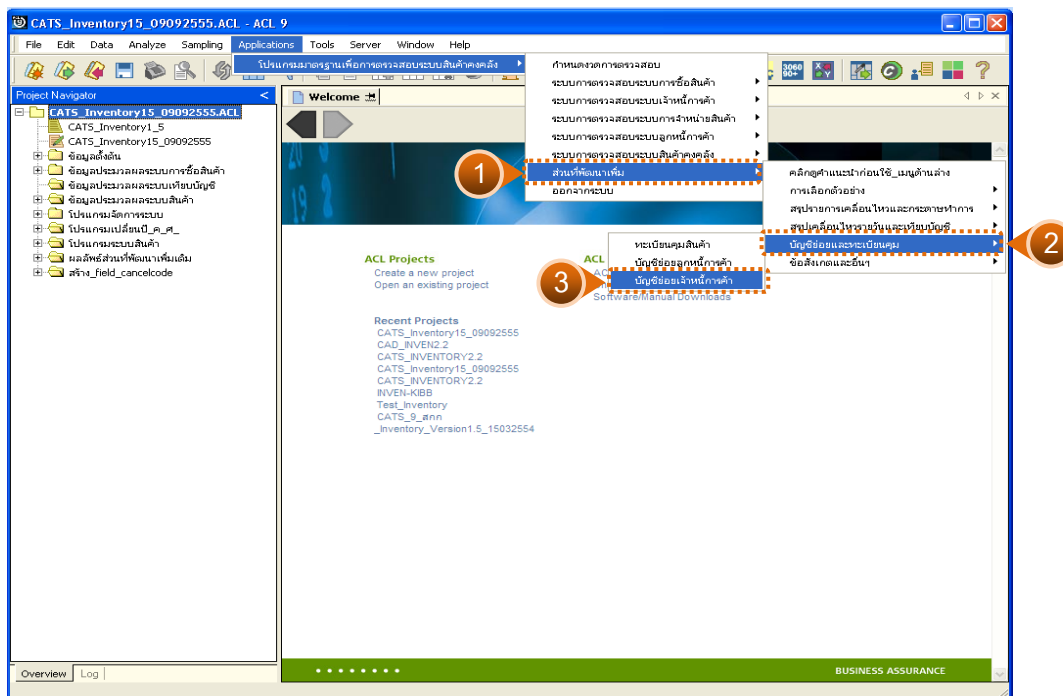 CATS_Inventory15_09092555.ACL - ACL 9
File Edit Data Analyze Sampling Applications Tools Server Window Help
โปรแกรมมาตรฐานเพื่อการตรวจสอบระบบสินค้าคงคลัง
กำหนดงวดการตรวจสอบ
ระบบการตรวจสอบระบบการซื้อสินค้า
ระบบการตรวจสอบระบบเจ้าหนี้การค้า
ระบบการตรวจสอบระบบการจำหน่ายสินค้า
ระบบการตรวจสอบระบบลูกหนี้การค้า
ระบบการตรวจสอบระบบสินค้าคงคลัง
ส่วนที่พัฒนาเพิ่ม
ออกจากระบบ
1
คลิกดูคำแนะนำก่อนใช้_เมนูด้านล่าง
การเลือกตัวอย่าง
สรุปรายการเคลื่อนไหวและกระดาษทำการ
สรุปเคลื่อนไหวรายวันและเทียบบัญชี
บัญชีย่อยและทะเบียนคุม
ข้อสังเกตและอื่นๆ
2
ทะเบียนคุมสินค้า
บัญชีย่อยลูกหนี้การค้า
บัญชีย่อยเจ้าหนี้การค้า
3
3060
90+
Project Navigator <
CATS_Inventory15_09092555.ACL
CATS_Inventory1_5
CATS_Inventory15_09092555
ข้อมูลตั้งต้น
ข้อมูลประมวลผลระบบการซื้อสินค้า
ข้อมูลประมวลผลระบบเทียบบัญชี
ข้อมูลประมวลผลระบบสินค้า
โปรแกรมจัดการระบบ
โปรแกรมเปลี่ยนปี_ค_ศ_
โปรแกรมระบบสินค้า
ผลลัพธ์ส่วนที่พัฒนาเพิ่มเติม
สร้าง_field_cancelcode
Welcome
ACL Projects
Create a new project
Open an existing project
ACL
Software/Manual Downloads
Recent Projects
CATS_Inventory15_09092555
CAD_INVEN2.2
CATS_INVENTORY2.2
CATS_Inventory15_09092555
CATS_INVENTORY2.2
INVEN-KIBB
Test_Inventory
CATS_9_สกก
_Inventory_Version1.5_15032554
BUSINESS ASSURANCE
Overview Log